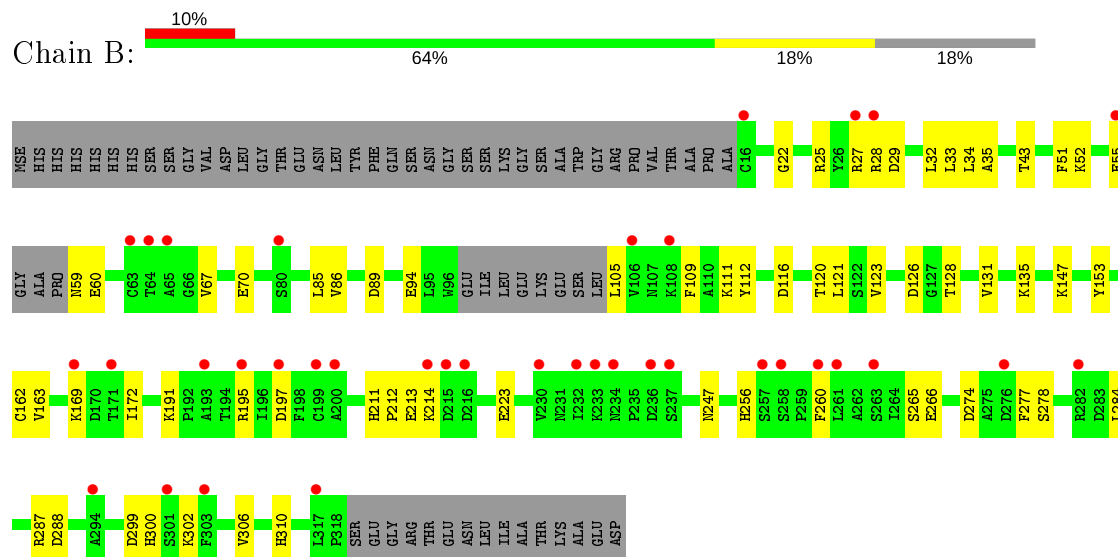 10%
Chain B:
64% 18% 18%
MSE HIS HIS HIS HIS HIS HIS SER SER GLY VAL ASP LEU GLY THR GLU ASN LEU TYR PHE GLN SER ASN GLY SER SER LYS GLY SER ALA TRP GLY ARG PRO VAL THR ALA PRO ALA C16 G22 R25 Y26 R27 R28 D29 L32 L33 L34 A35 T43 F51 K52
GLY ALA PRO N59 E60 C63 T64 A65 G66 V67 E70 S80 L85 V86 D89 E94 L95 W96 GLU ILE LEU LEU GLU LYS GLU SER LEU L105 V106 N107 K108 F109 A110 K111 Y112 D116 T120 L121 S122 V123 D126 G127 T128 V131 K135 K147 Y153
C162 V163 K169 D170 T171 I172 K191 P192 A193 T194 R195 I196 D197 F198 C199 A200 H211 P212 E213 K214 D215 D216 E223 V230 N231 I232 K233 N234 P235 D236 S237 N247 H256 S257 S258 P259 F260 L261 A262 S263 I264 S265 E266 D274 A275 D276 F277 S278 R282 D283
R287 D288 A294 D299 H300 S301 K302 F303 V306 H310 L317 P318 SER GLU GLY ARG THR GLU ASN LEU ILE ALA THR LYS ALA GLU ASP